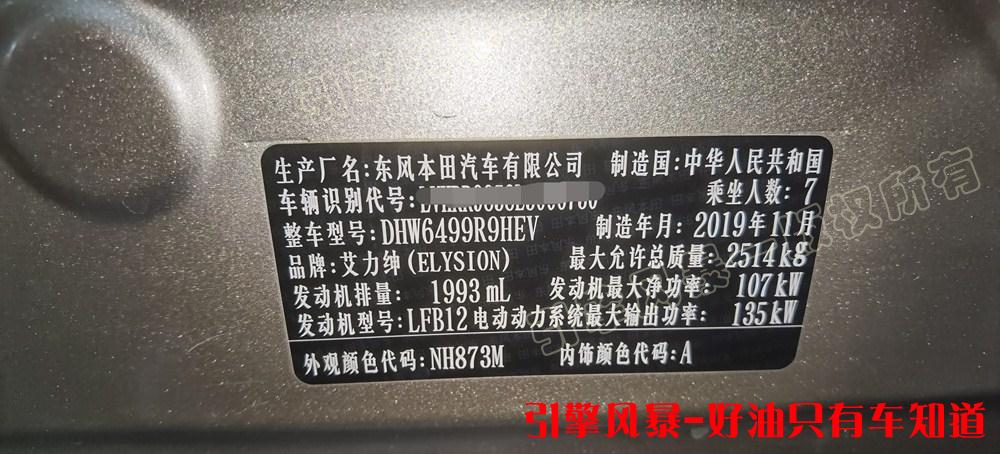 生产厂名:东风本田汽车有限公司 制造国:中华人民共和国
车辆识别代号: 乘坐人数:7
整车型号:DHW6499R9HEV 制造年月:2019年11月
品牌:艾力绅(ELYSION) 最大允许总质量:2514kg
发动机排量: 1993mL 发动机最大净功率: 107kW
发动机型号:LFB12 电动动力系统最大输出功率: 135kW
外观颜色代码:NH873M 内饰颜色代码:A
引擎风暴-好油只有车知道